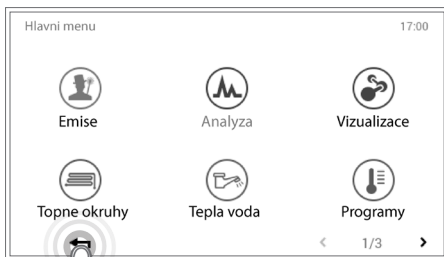 Hlavni menu 17:00
Emise Analyza Vizualizace
Topne okruhy Tepla voda Programy
< 1/3 >